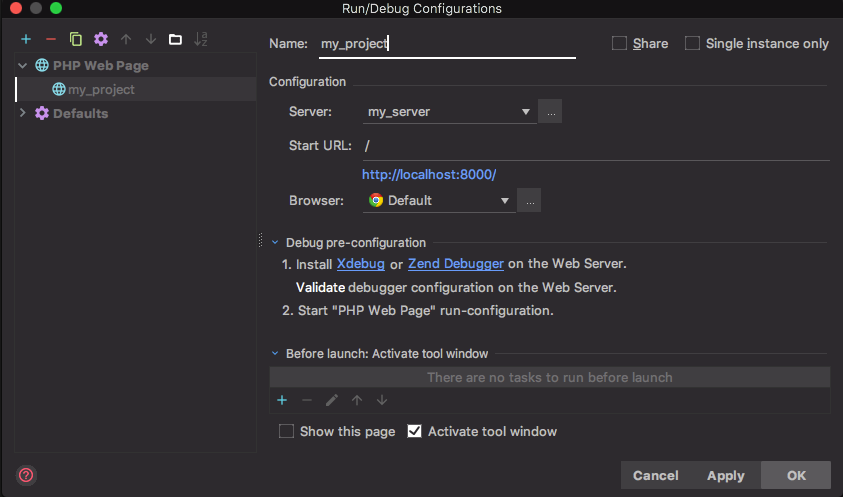 Run/Debug Configurations
Name: my_project
Share
Single instance only
PHP Web Page
my_project
Defaults
Configuration
Server: my_server ...
Start URL: /
http://localhost:8000/
Browser: Default ...
Debug pre-configuration
1. Install Xdebug or Zend Debugger on the Web Server.
Validate debugger configuration on the Web Server.
2. Start "PHP Web Page" run-configuration.
Before launch: Activate tool window
There are no tasks to run before launch
Show this page
Activate tool window
?
Cancel
Apply
OK